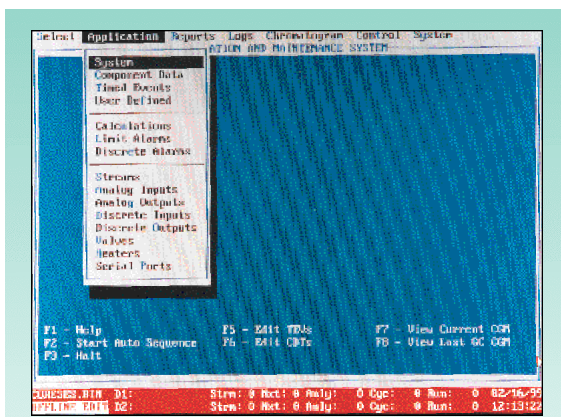 Select Application Reports Logs Chromatogram Control System
ATION AND MAINTENANCE SYSTEM
System
Component Data
Timed Events
User Defined
Calculations
Limit Alarms
Discrete Alarms
Streams
Analog Inputs
Analog Outputs
Discrete Inputs
Discrete Outputs
Valves
Heaters
Serial Ports
F1 - Help F5 - Edit TEVs F7 - View Current CGM
F2 - Start Auto Sequence F6 - Edit CDTs F8 - View Last GC CGM
F3 - Halt
D1: Strm: 0 Nxt: 0 Anly: 0 Cyc: 0 Run: 0 02/16/95
OFFLINE EDIT D2: Strm: 0 Nxt: 0 Anly: 0 Cyc: 0 Run: 0 12:13:22